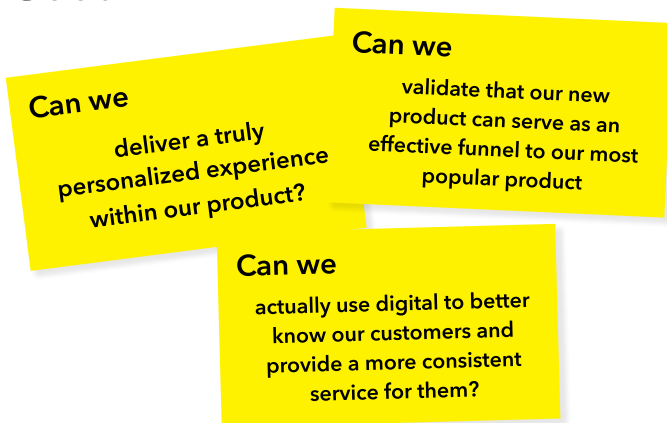 Can we
deliver a truly
personalized experience
within our product?
Can we
validate that our new
product can serve as an
effective funnel to our most
popular product
Can we
actually use digital to better
know our customers and
provide a more consistent
service for them?